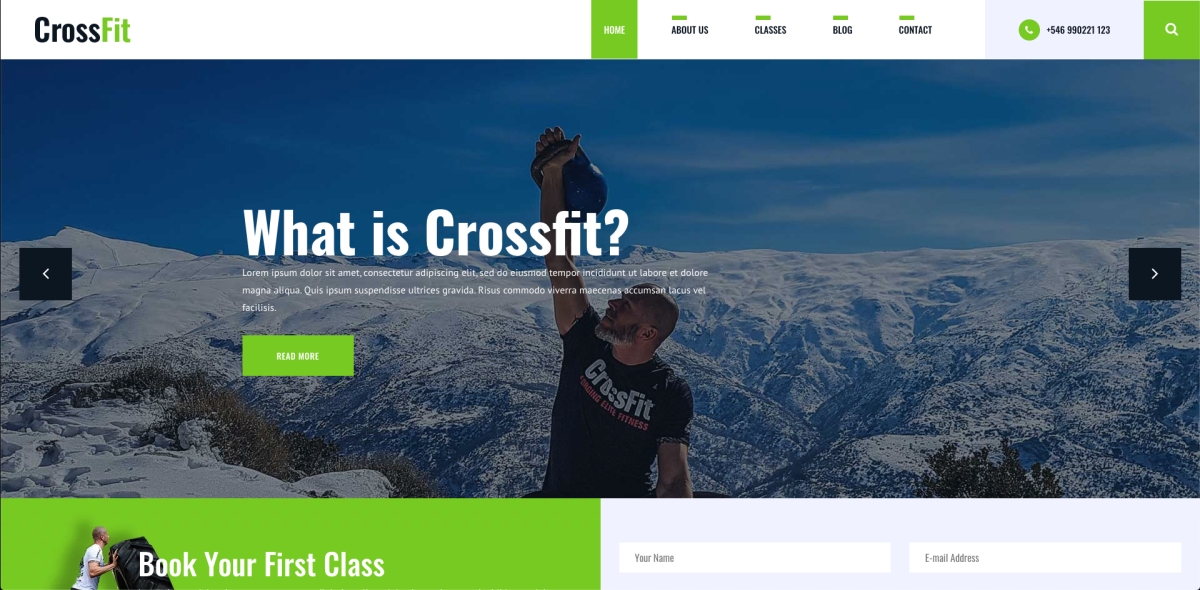 CrossFit
HOME
ABOUT US
CLASSES
BLOG
CONTACT
+546 990221 123
What is Crossfit?
Lorem ipsum dolor sit amet, consectetur adipiscing elit, sed do eiusmod tempor incididunt ut labore et dolore
magna aliqua. Quis ipsum suspendisse ultrices gravida. Risus commodo viverra maecenas accumsan lacus vel
facilisis.
READ MORE
CrossFit
FORGING ELITE FITNESS
Book Your First Class
Your Name
E-mail Address